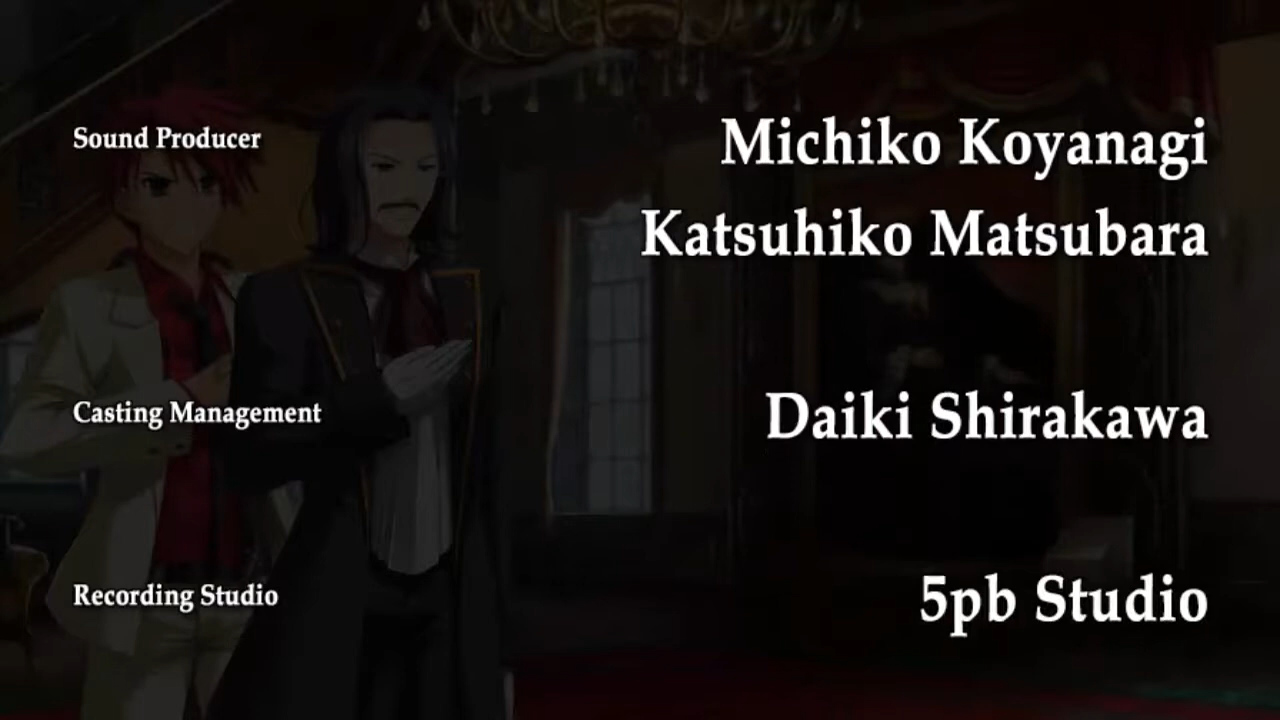 Sound Producer
Michiko Koyanagi
Katsuhiko Matsubara
Casting Management
Daiki Shirakawa
Recording Studio
5pb Studio